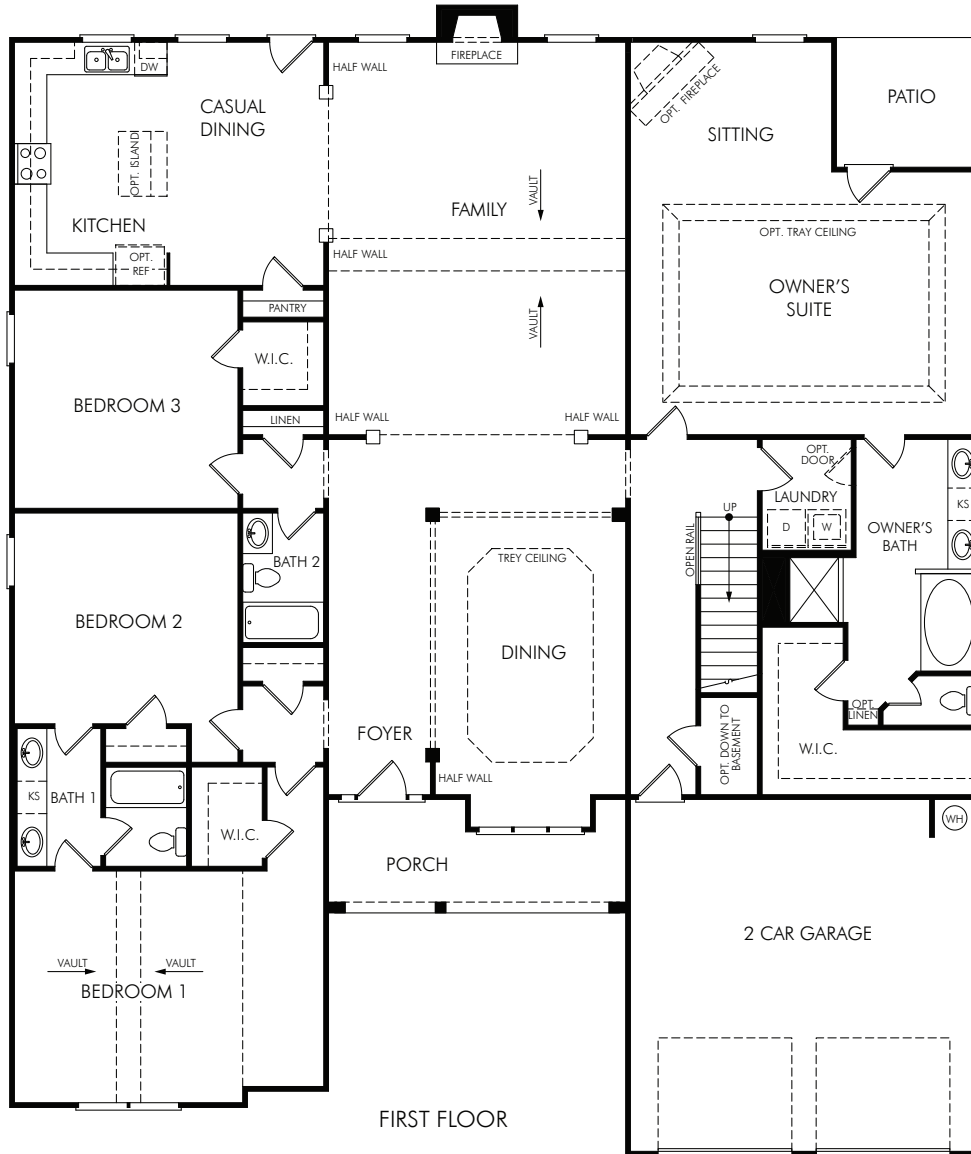 FIREPLACE
HALF WALL
DW
CASUAL
DINING
OPT. FIREPLACE
PATIO
SITTING
OPT. ISLAND
VAULT
FAMILY
KITCHEN
OPT. TRAY CEILING
OPT.
REF
HALF WALL
OWNER'S
SUITE
PANTRY
VAULT
W.I.C.
BEDROOM 3
LINEN
HALF WALL
HALF WALL
OPT.
DOOR
LAUNDRY
KS
UP
D
W
OWNER'S
BATH
OPEN RAIL
BATH 2
TREY CEILING
BEDROOM 2
DINING
OPT.
LINEN
FOYER
OPT. DOWN TO
BASEMENT
W.I.C.
HALF WALL
KS
BATH 1
W.I.C.
WH
PORCH
2 CAR GARAGE
VAULT
VAULT
BEDROOM 1
FIRST FLOOR